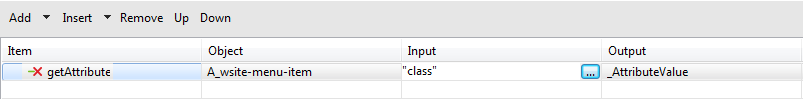 Add Insert Remove Up Down
Item Object Input Output
getAttribute A_wsite-menu-item "class" ... _AttributeValue